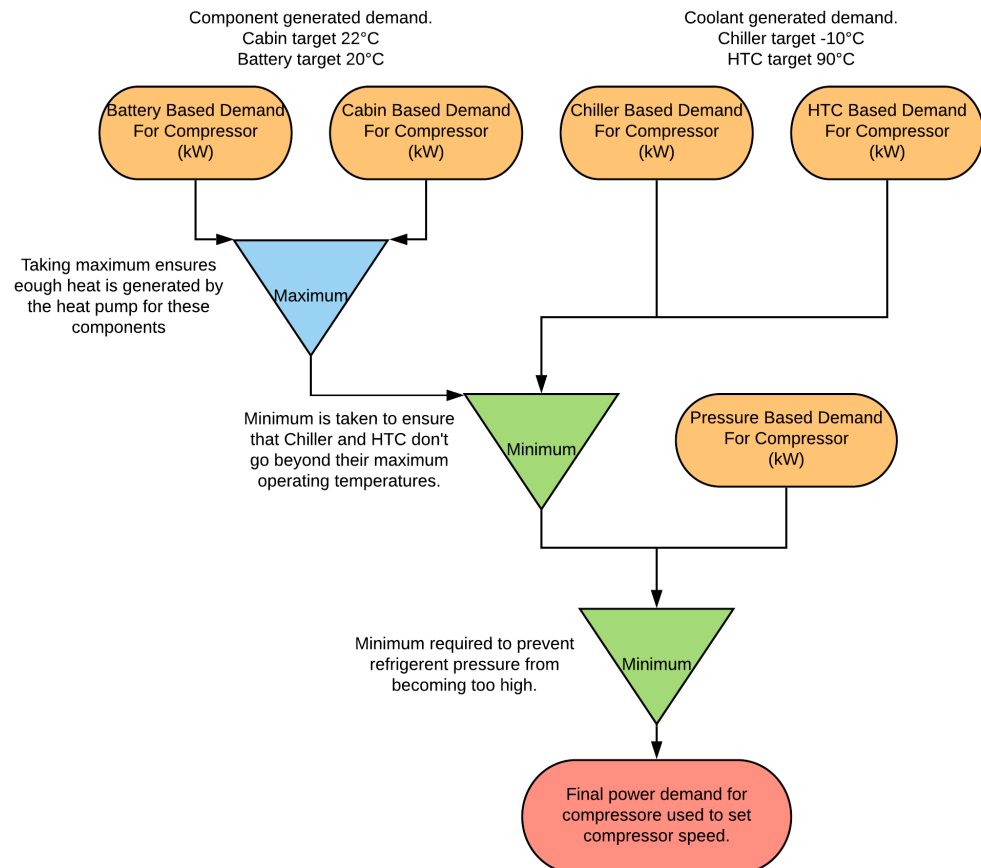 Component generated demand.
Cabin target 22°C
Battery target 20°C
Coolant generated demand.
Chiller target -10°C
HTC target 90°C
Battery Based Demand
For Compressor
(kW)
Cabin Based Demand
For Compressor
(kW)
Chiller Based Demand
For Compressor
(kW)
HTC Based Demand
For Compressor
(kW)
Taking maximum ensures
eough heat is generated by
the heat pump for these
components
Maximum
Minimum is taken to ensure
that Chiller and HTC don't
go beyond their maximum
operating temperatures.
Minimum
Pressure Based Demand
For Compressor
(kW)
Minimum required to prevent
refrigerent pressure from
becoming too high.
Minimum
Final power demand for
compressore used to set
compressor speed.